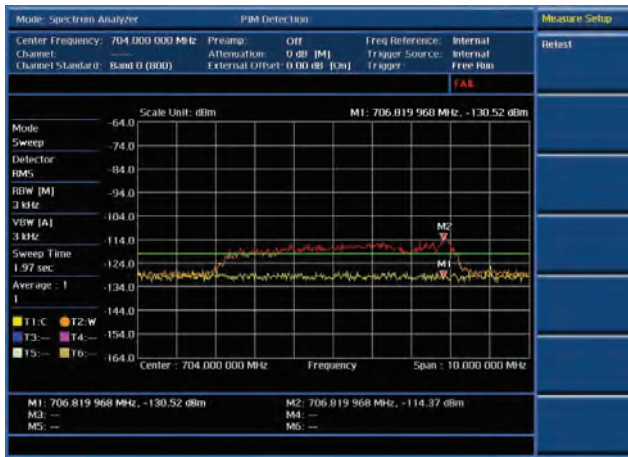 Mode: Spectrum Analyzer PIM Detection
Measure Setup
Center Frequency: 704.000 000 MHz Preamp: Off Freq Reference: Internal
Channel: ---- Attenuation: 0 dB [M] Trigger Source: Internal
Channel Standard: Band 0 (800) External Offset: 0.00 dB [On] Trigger: Free Run
Retest
FAIL
Scale Unit: dBm M1: 706.819 968 MHz, -130.52 dBm
-64.0
Mode
Sweep
-74.0
Detector
RMS
-84.0
RBW [M]
3 kHz
-94.0
VBW [A]
3 kHz
-104.0
-114.0
M2
Sweep Time
1.97 sec
-124.0
M1
Average : 1
1
-134.0
-144.0
T1:C T2:W
T3:-- T4:--
-154.0
T5:-- T6:--
-164.0
Center : 704.000 000 MHz Frequency Span : 10.000 000 MHz
M1: 706.819 968 MHz, -130.52 dBm M2: 706.819 968 MHz, -114.37 dBm
M3: -- M4: --
M5: -- M6: --